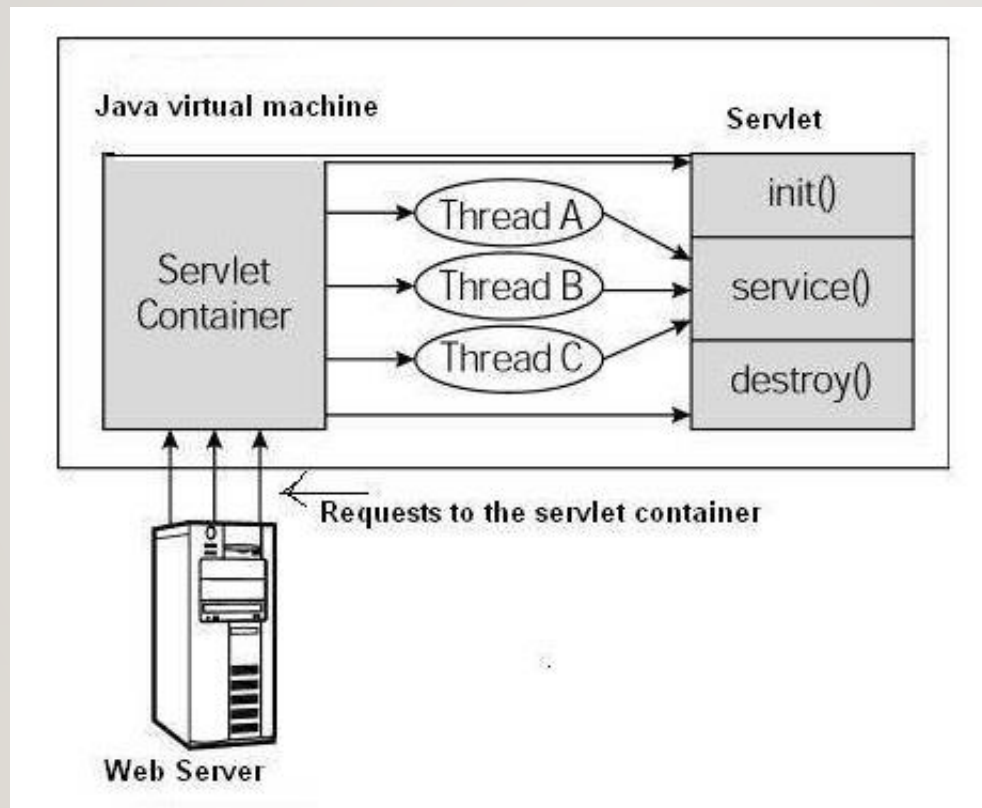 Java virtual machine
Servlet
Servlet
Container
Thread A
Thread B
Thread C
init()
service()
destroy()
Requests to the servlet container
Web Server